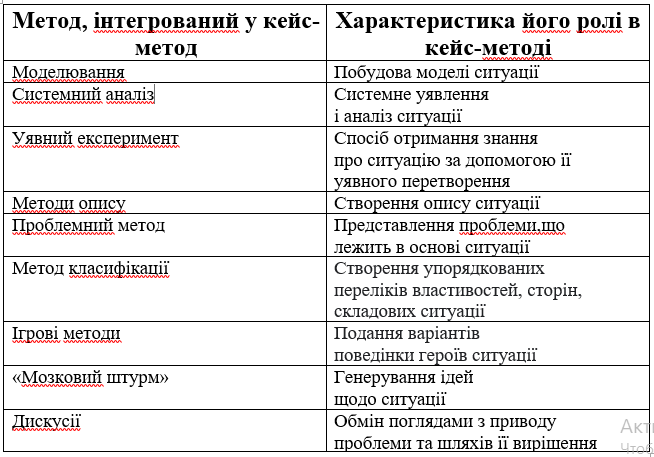 Метод, інтегрований у кейс-
метод
Характеристика його ролі в
кейс-методі
Моделювання
Побудова моделі ситуації
Системний аналіз
Системне уявлення
і аналіз ситуації
Уявний експеримент
Спосіб отримання знання
про ситуацію за допомогою її
уявного перетворення
Методи опису
Створення опису ситуації
Проблемний метод
Представлення проблеми,що
лежить в основі ситуації
Метод класифікації
Створення упорядкованих
переліків властивостей, сторін,
складових ситуації
Ігрові методи
Подання варіантів
поведінки героїв ситуації
«Мозковий штурм»
Генерування ідей
щодо ситуації
Дискусії
Обмін поглядами з приводу
проблеми та шляхів її вирішення